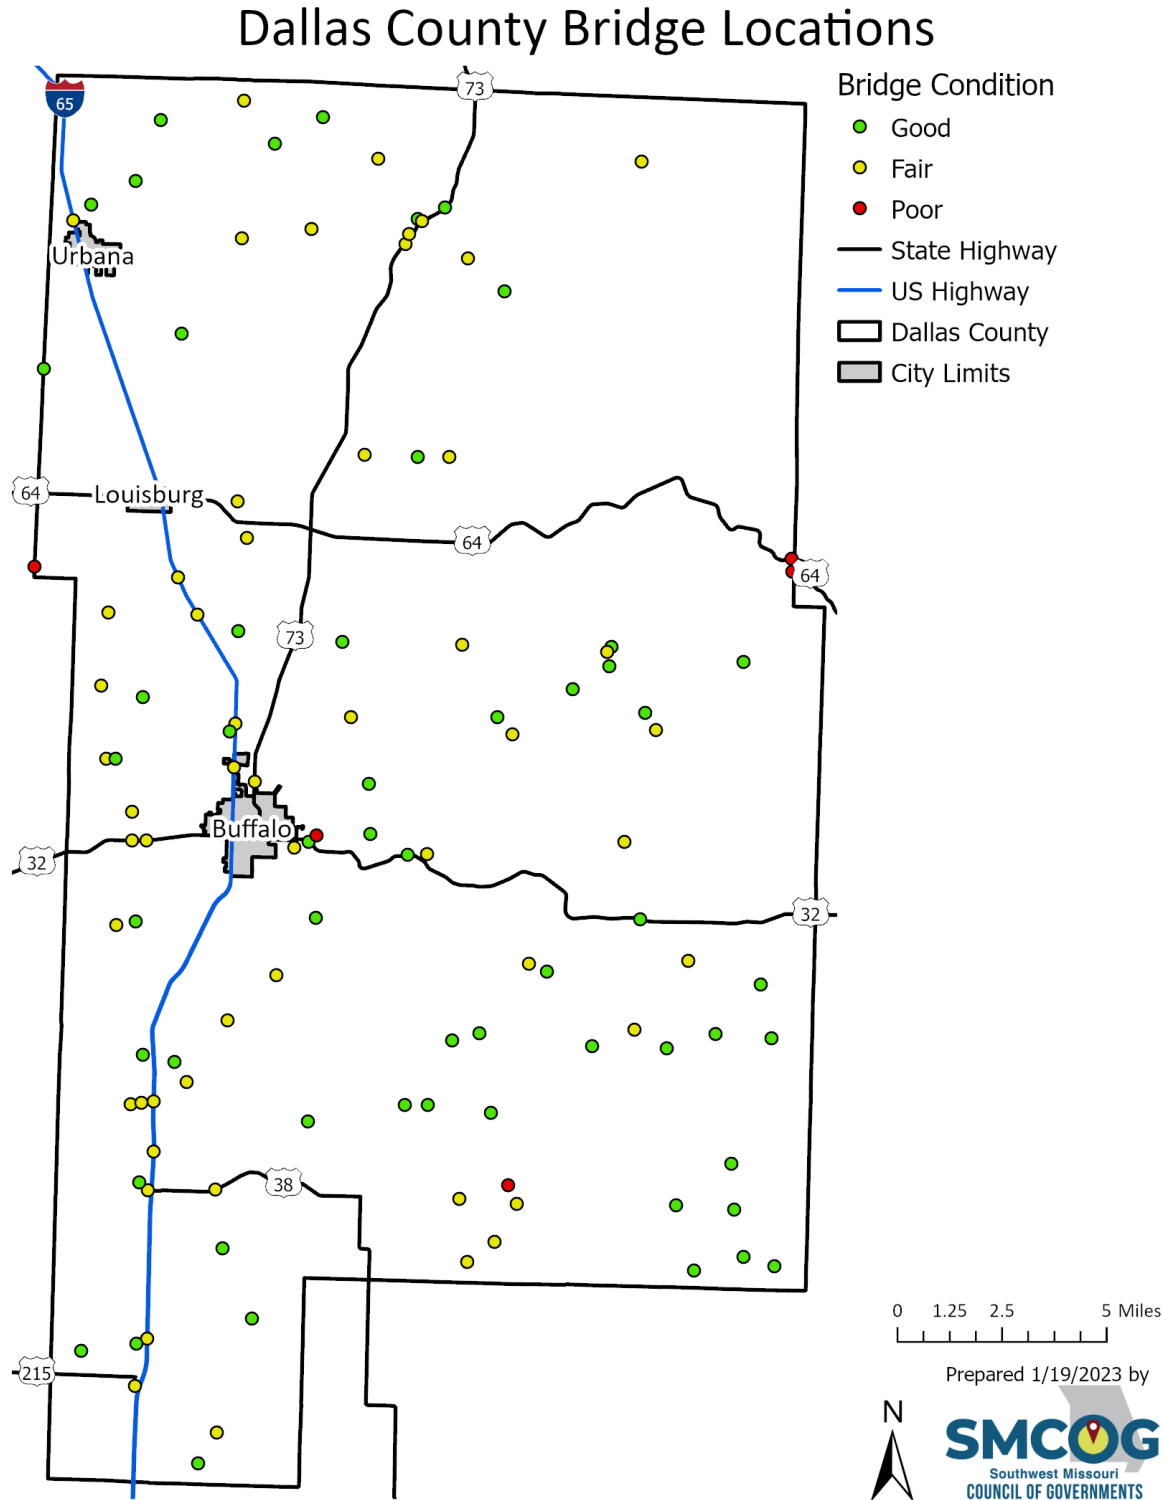 Dallas County Bridge Locations
73
65
Bridge Condition
Good
Fair
Poor
State Highway
US Highway
Dallas County
City Limits
Urbana
64
Louisburg
64
64
73
Buffalo
32
32
38
0 1.25 2.5 5 Miles
215
Prepared 1/19/2023 by
N
SMCOG
Southwest Missouri
COUNCIL OF GOVERNMENTS